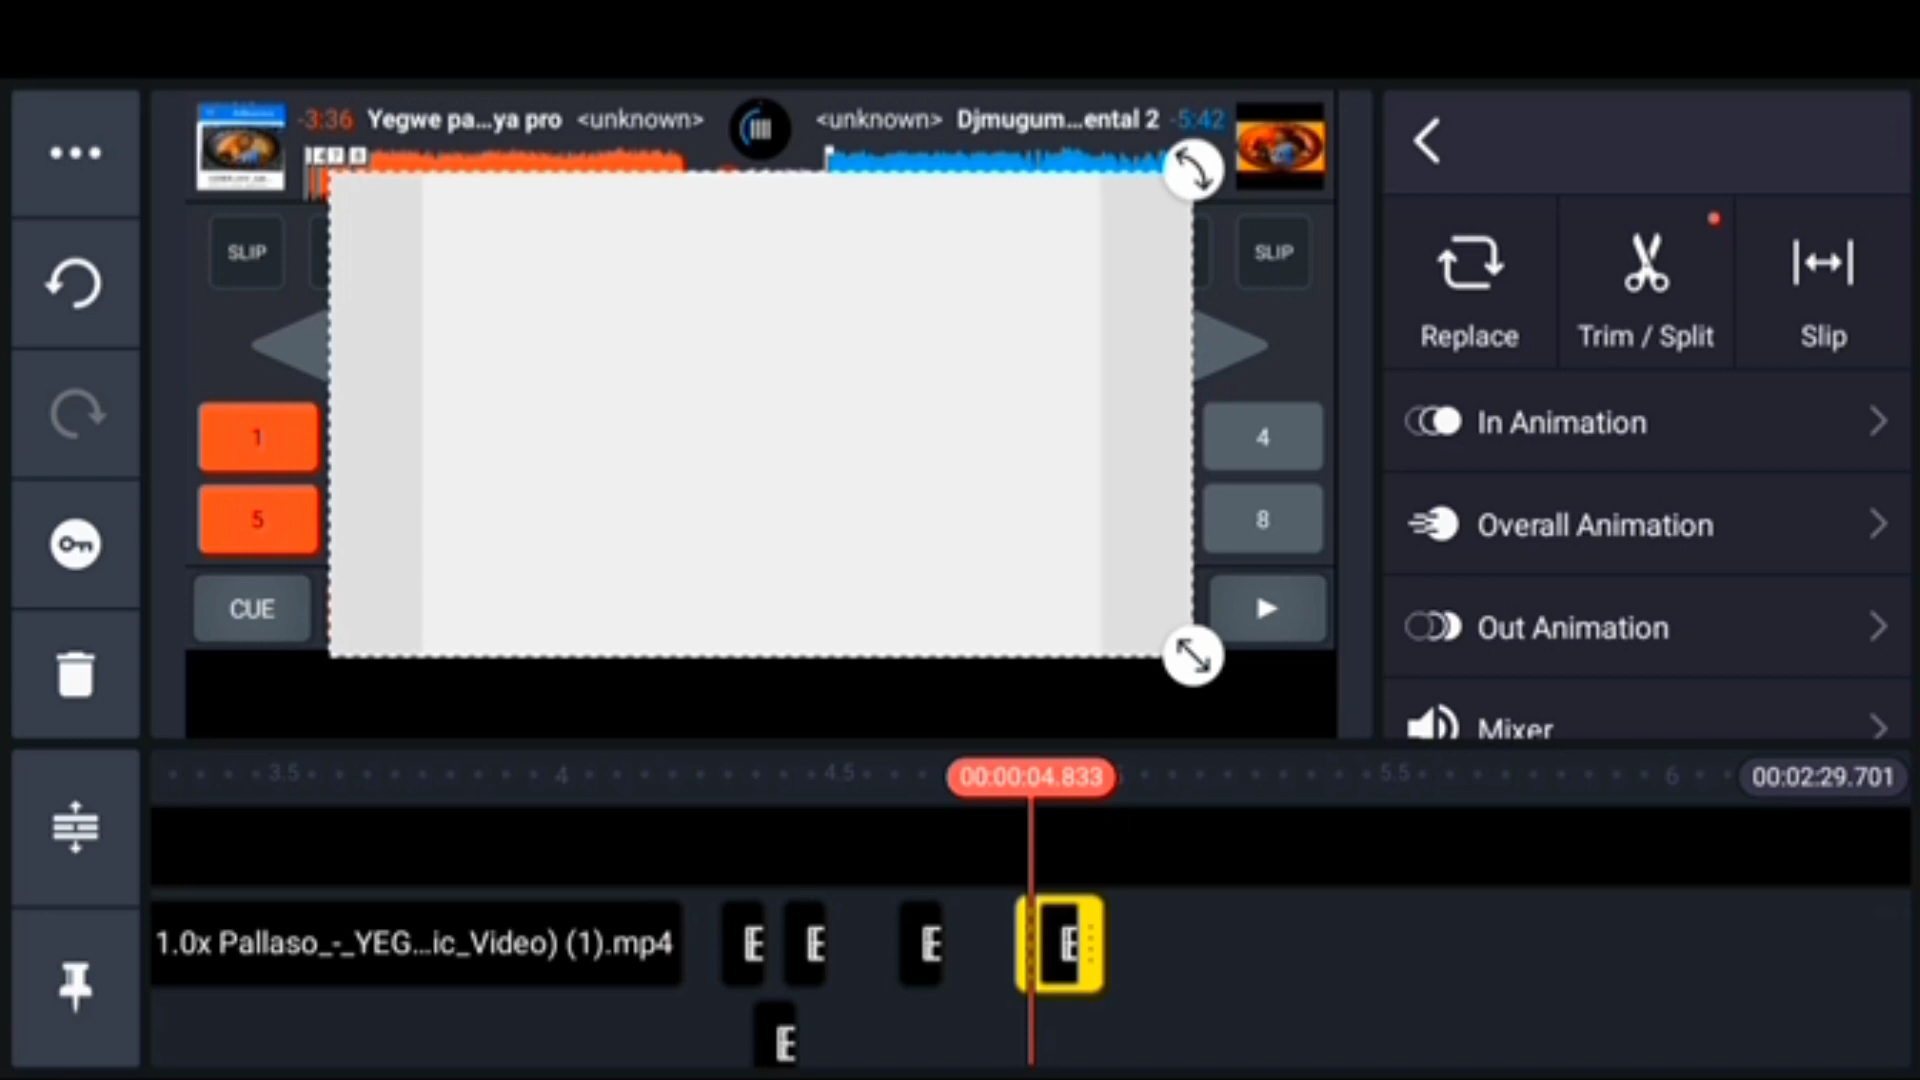 -3:36 Yegwe pa...ya pro <unknown> <unknown> Djmugum...ental 2 -5:42
SLIP SLIP
1 4
5 8
CUE
Replace Trim / Split Slip
In Animation
Overall Animation
Out Animation
Mixer
3.5 4 4.5 00:00:04.833 5.5 6 00:02:29.701
1.0x Pallaso_-_YEG...ic_Video) (1).mp4